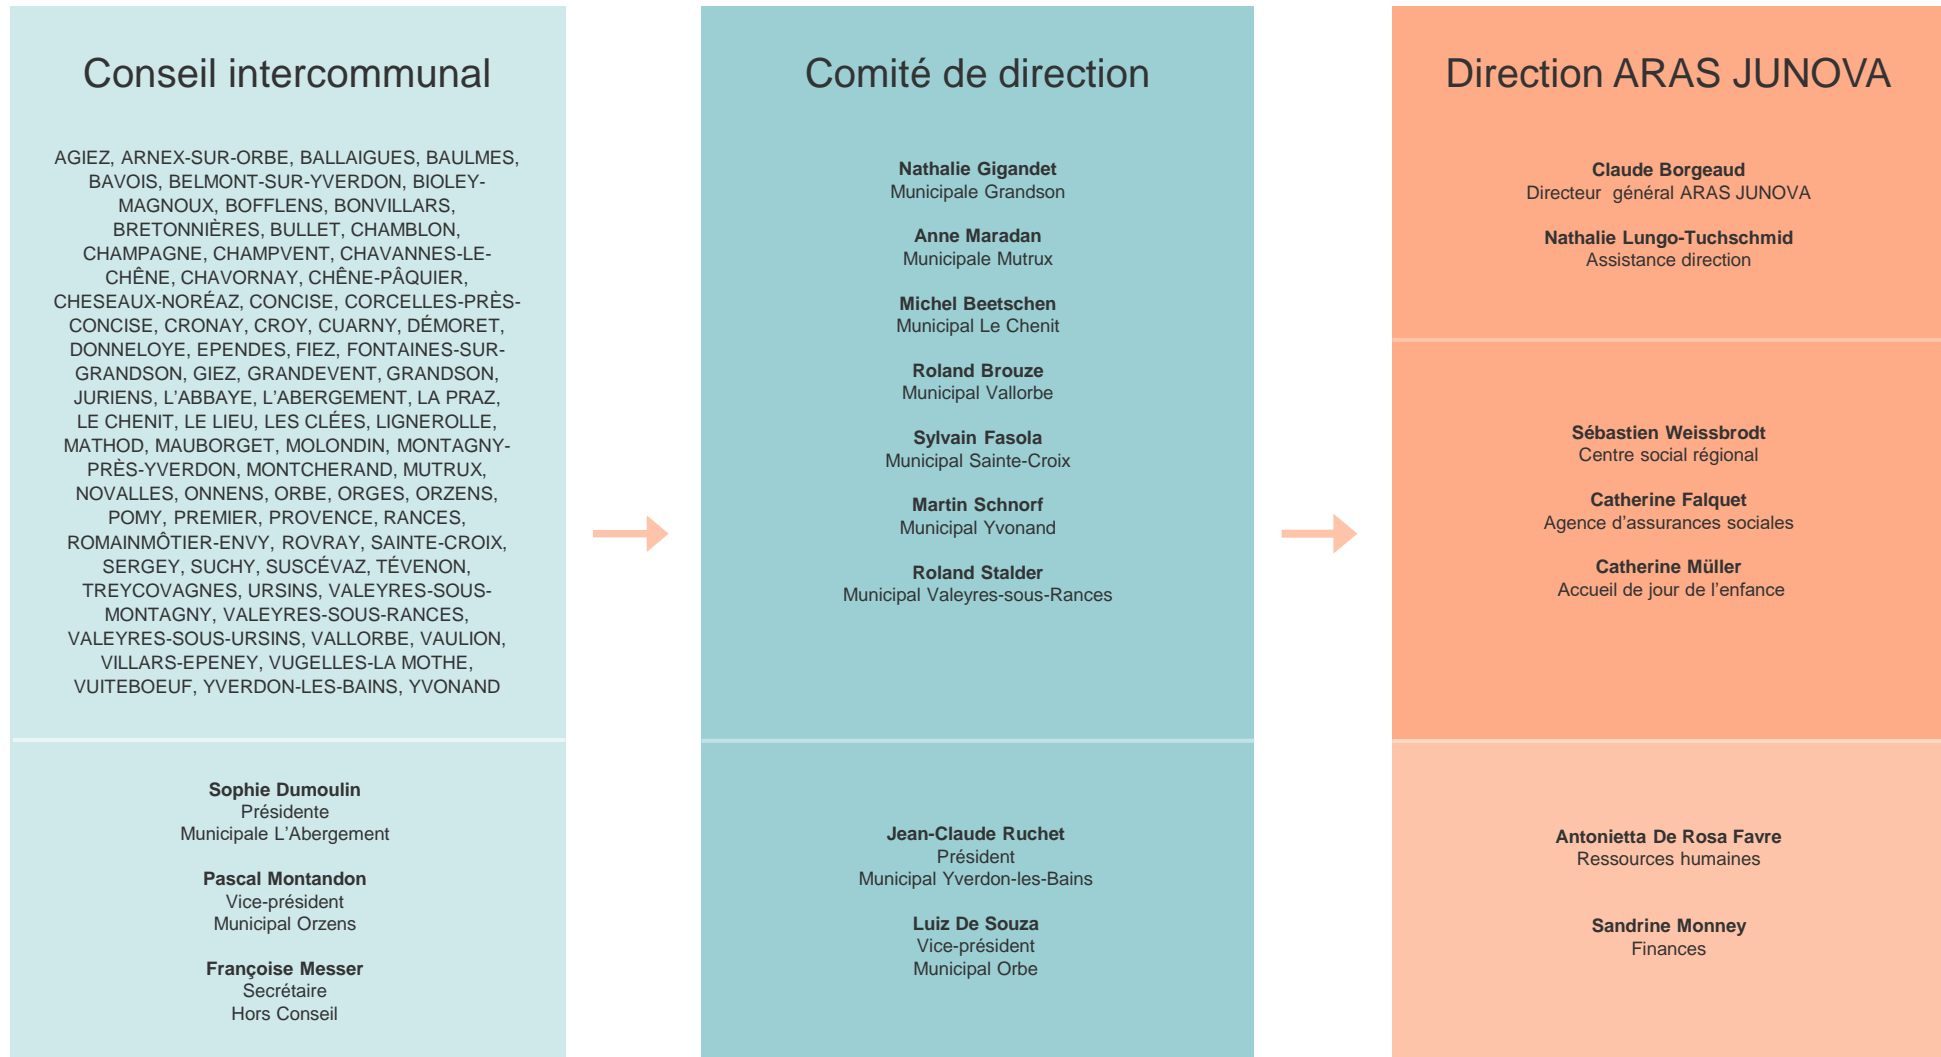 Conseil intercommunal
AGIEZ, ARNEX-SUR-ORBE, BALLAIGUES, BAULMES,
BAVOIS, BELMONT-SUR-YVERDON, BIOLEY-
MAGNOUX, BOFFLENS, BONVILLARS,
BRETONNIÈRES, BULLET, CHAMBLON,
CHAMPAGNE, CHAMPVENT, CHAVANNES-LE-
CHÊNE, CHAVORNAY, CHÊNE-PÂQUIER,
CHESEAUX-NORÉAZ, CONCISE, CORCELLES-PRÈS-
CONCISE, CRONAY, CROY, CUARNY, DÉMORET,
DONNELOYE, EPENDES, FIEZ, FONTAINES-SUR-
GRANDSON, GIEZ, GRANDEVENT, GRANDSON,
JURIENS, L'ABBAYE, L'ABERGEMENT, LA PRAZ,
LE CHENIT, LE LIEU, LES CLÉES, LIGNEROLLE,
MATHOD, MAUBORGET, MOLONDIN, MONTAGNY-
PRÈS-YVERDON, MONTCHERAND, MUTRUX,
NOVALLES, ONNENS, ORBE, ORGES, ORZENS,
POMY, PREMIER, PROVENCE, RANCES,
ROMAINMÔTIER-ENVY, ROVRAY, SAINTE-CROIX,
SERGEY, SUCHY, SUSCÉVAZ, TÉVENON,
TREYCOVAGNES, URSINS, VALEYRES-SOUS-
MONTAGNY, VALEYRES-SOUS-RANCES,
VALEYRES-SOUS-URSINS, VALLORBE, VAULION,
VILLARS-EPENEY, VUGELLES-LA MOTHE,
VUITEBOEUF, YVERDON-LES-BAINS, YVONAND
Sophie Dumoulin
Présidente
Municipale L'Abergement
Pascal Montandon
Vice-président
Municipal Orzens
Françoise Messer
Secrétaire
Hors Conseil
Comité de direction
Nathalie Gigandet
Municipale Grandson
Anne Maradan
Municipale Mutrux
Michel Beetschen
Municipal Le Chenit
Roland Brouze
Municipal Vallorbe
Sylvain Fasola
Municipal Sainte-Croix
Martin Schnorf
Municipal Yvonand
Roland Stalder
Municipal Valeyres-sous-Rances
Jean-Claude Ruchet
Président
Municipal Yverdon-les-Bains
Luiz De Souza
Vice-président
Municipal Orbe
Direction ARAS JUNOVA
Claude Borgeaud
Directeur général ARAS JUNOVA
Nathalie Lungo-Tuchschmid
Assistance direction
Sébastien Weissbrodt
Centre social régional
Catherine Falquet
Agence d'assurances sociales
Catherine Müller
Accueil de jour de l'enfance
Antonietta De Rosa Favre
Ressources humaines
Sandrine Monney
Finances